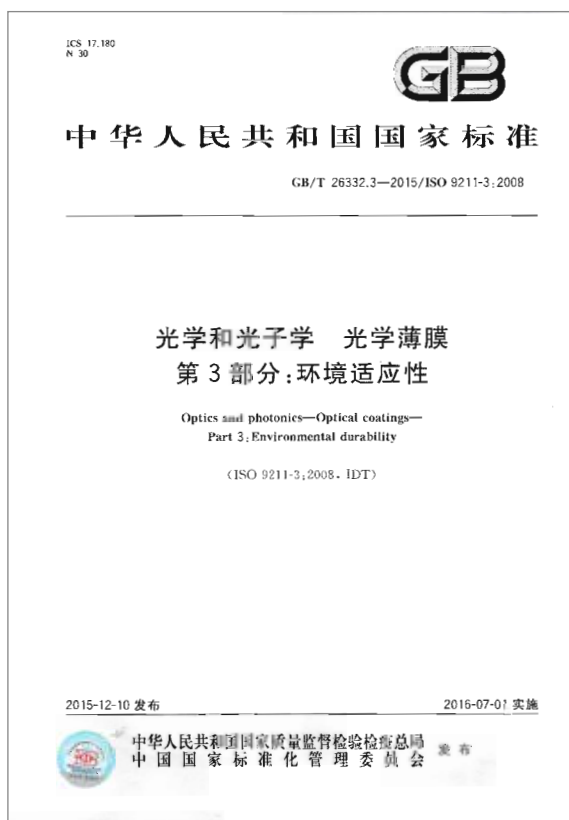 ICS 17.180
N 30
GB
中华人民共和国国家标准
GB/T 26332.3—2015/ISO 9211-3:2008
光学和光子学 光学薄膜
第3部分:环境适应性
Optics and photonics—Optical coatings—
Part 3:Environmental durability
(ISO 9211-3:2008, IDT)
2015-12-10 发布
2016-07-01 实施
中华人民共和国国家质量监督检验检疫总局
中国国家标准化管理委员会
发布